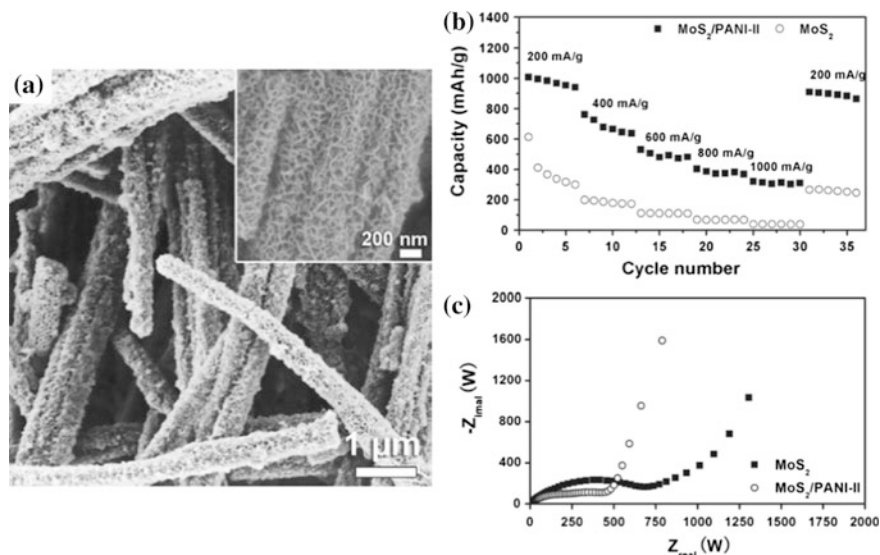 (a)
200 nm
1 μm
(b)
1400
1200
1000
800
600
400
200
0
Capacity (mAh/g)
MoS₂/PANI-II
MoS₂
200 mA/g
400 mA/g
600 mA/g
800 mA/g
1000 mA/g
200 mA/g
0 5 10 15 20 25 30 35
Cycle number
(c)
2000
1600
1200
800
400
0
-Zimal (W)
MoS₂
MoS₂/PANI-II
0 250 500 750 1000 1250 1500 1750 2000
Zrnal (W)